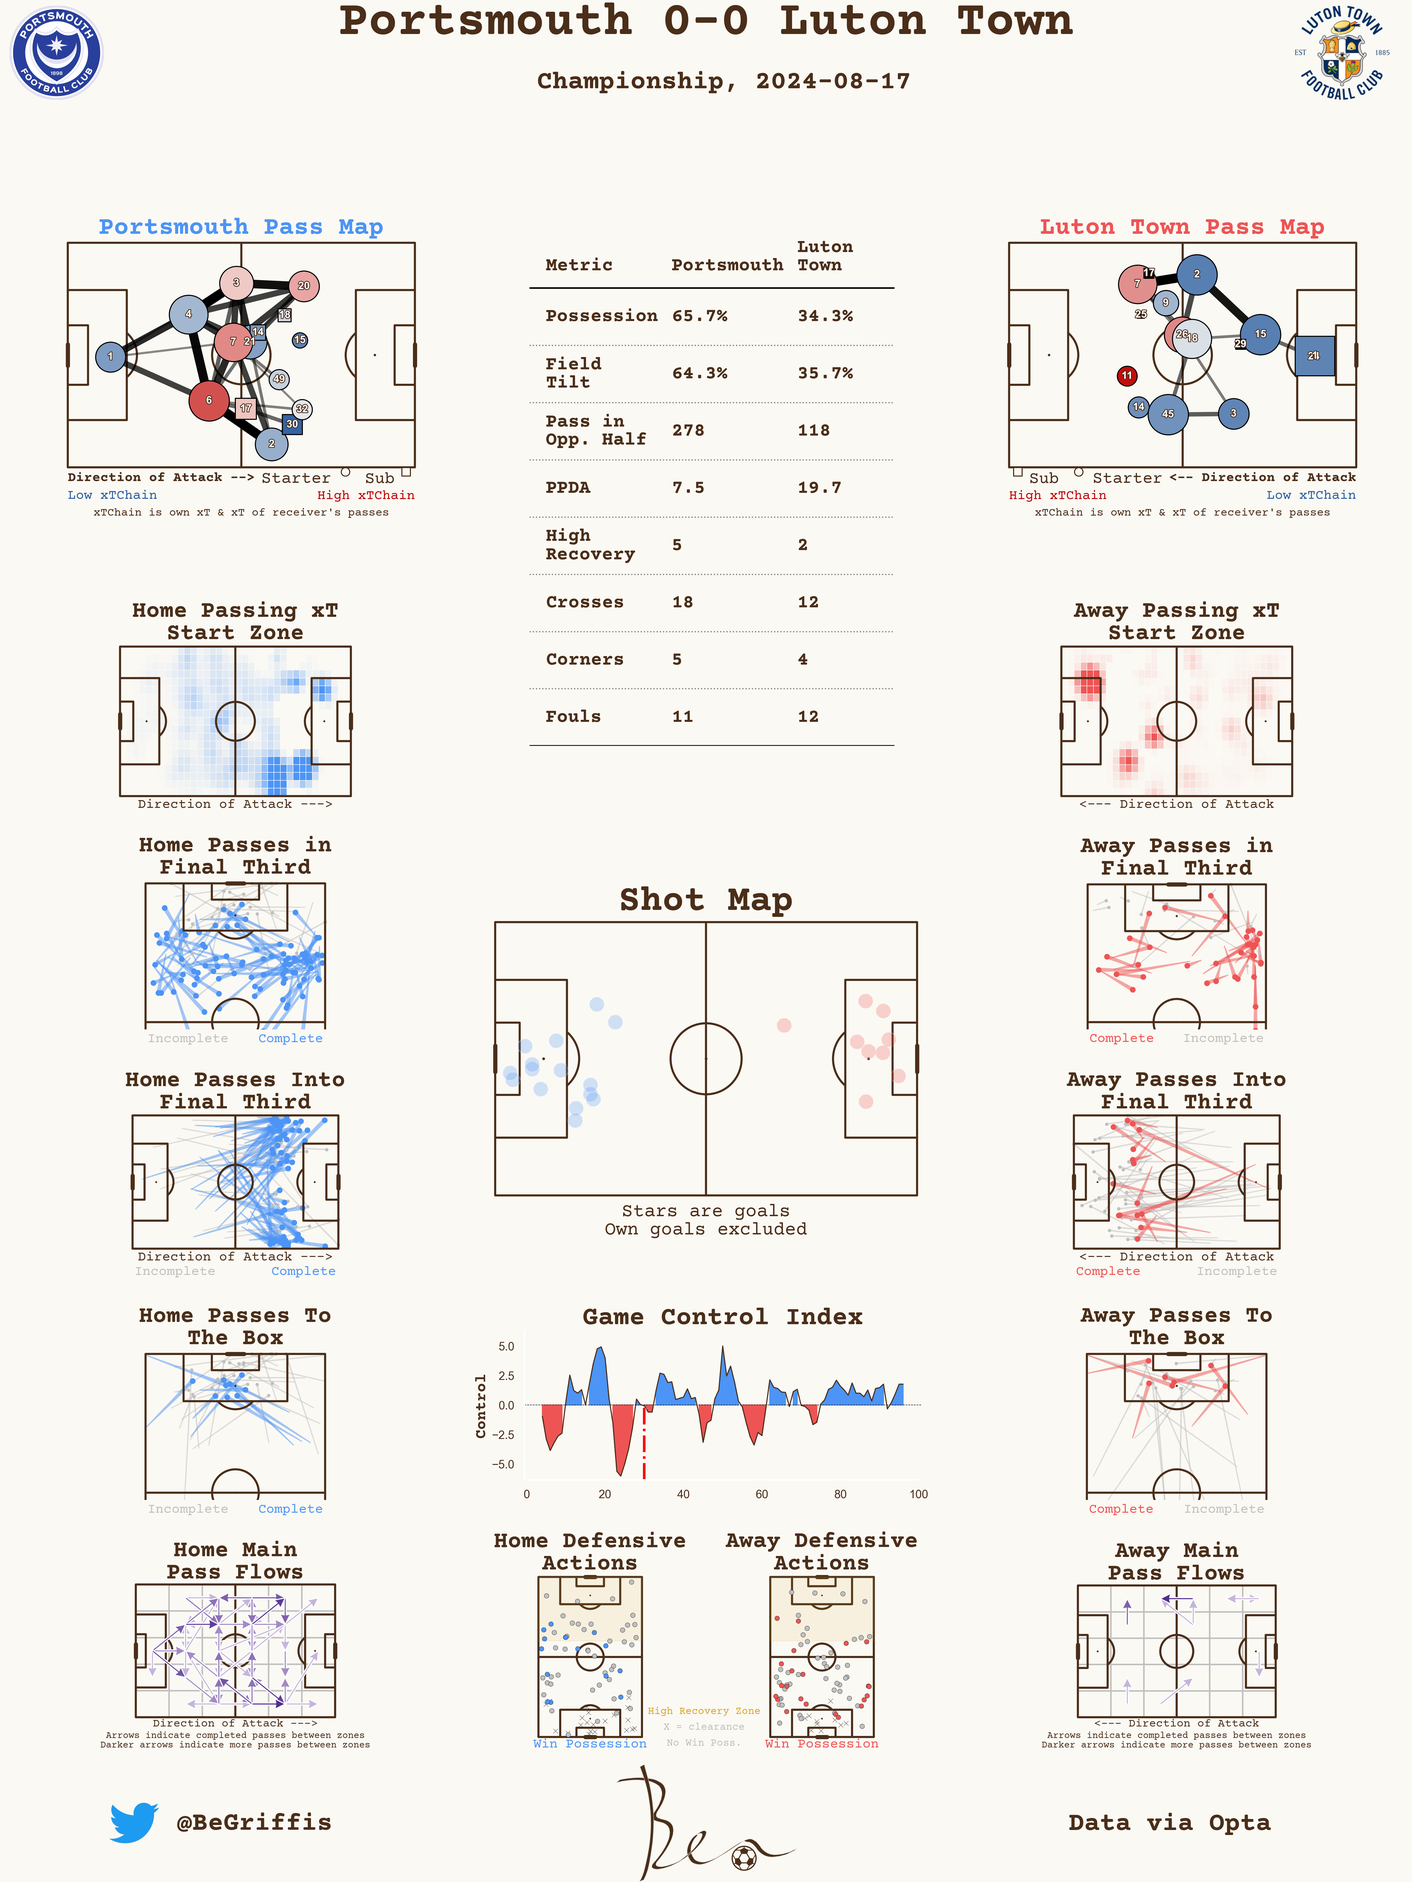 Portsmouth 0-0 Luton Town
Championship, 2024-08-17
PORTSMOUTH
FOOTBALL CLUB
1898
LUTON TOWN
EST 1885
FOOTBALL CLUB
Portsmouth Pass Map
1
4
3
20
18
14
21
7
15
49
6
17
32
30
2
Direction of Attack --> Starter Sub
Low xTChain High xTChain
xTChain is own xT & xT of receiver's passes
Metric Portsmouth Luton Town
Possession 65.7% 34.3%
Field Tilt 64.3% 35.7%
Pass in Opp. Half 278 118
PPDA 7.5 19.7
High Recovery 5 2
Crosses 18 12
Corners 5 4
Fouls 11 12
Luton Town Pass Map
17
7
2
9
25
26
18
29
15
11
14
45
3
Sub Starter <-- Direction of Attack
High xTChain Low xTChain
xTChain is own xT & xT of receiver's passes
Home Passing xT
Start Zone
Direction of Attack --->
Away Passing xT
Start Zone
<--- Direction of Attack
Home Passes in
Final Third
Incomplete Complete
Away Passes in
Final Third
Complete Incomplete
Shot Map
Stars are goals
Own goals excluded
Home Passes Into
Final Third
Direction of Attack --->
Incomplete Complete
Away Passes Into
Final Third
<--- Direction of Attack
Complete Incomplete
Home Passes To
The Box
Incomplete Complete
Game Control Index
Control
5.0
2.5
0.0
−2.5
−5.0
0 20 40 60 80 100
Away Passes To
The Box
Complete Incomplete
Home Main
Pass Flows
Direction of Attack --->
Arrows indicate completed passes between zones
Darker arrows indicate more passes between zones
Home Defensive
Actions
Win Possession
High Recovery Zone
X = clearance
No Win Poss.
Away Defensive
Actions
Win Possession
Away Main
Pass Flows
<--- Direction of Attack
Arrows indicate completed passes between zones
Darker arrows indicate more passes between zones
@BeGriffis
Ben
Data via Opta